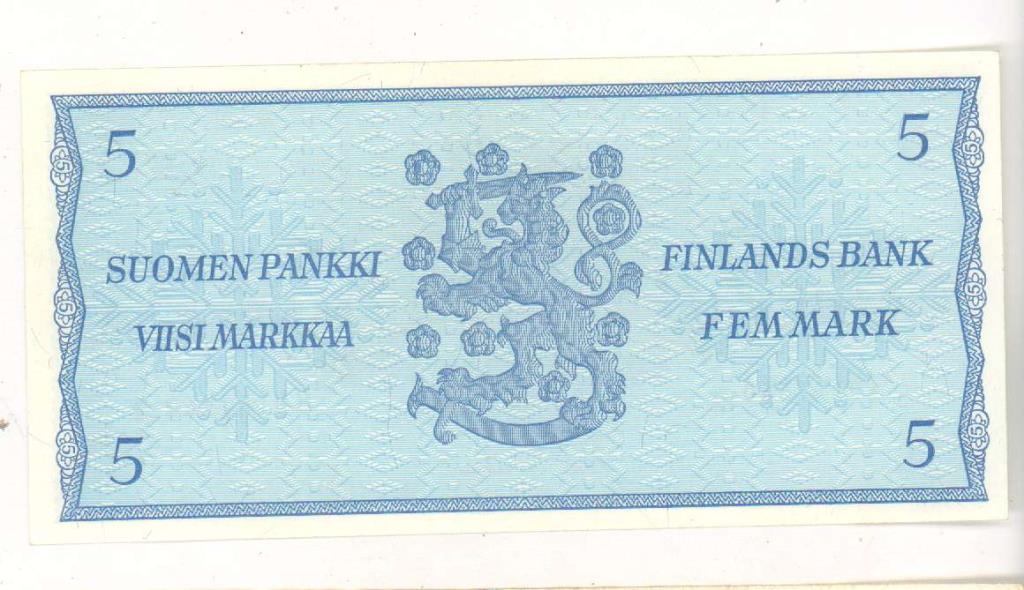 5
5
SUOMEN PANKKI
FINLANDS BANK
VIISI MARKKAA
FEM MARK
5
5